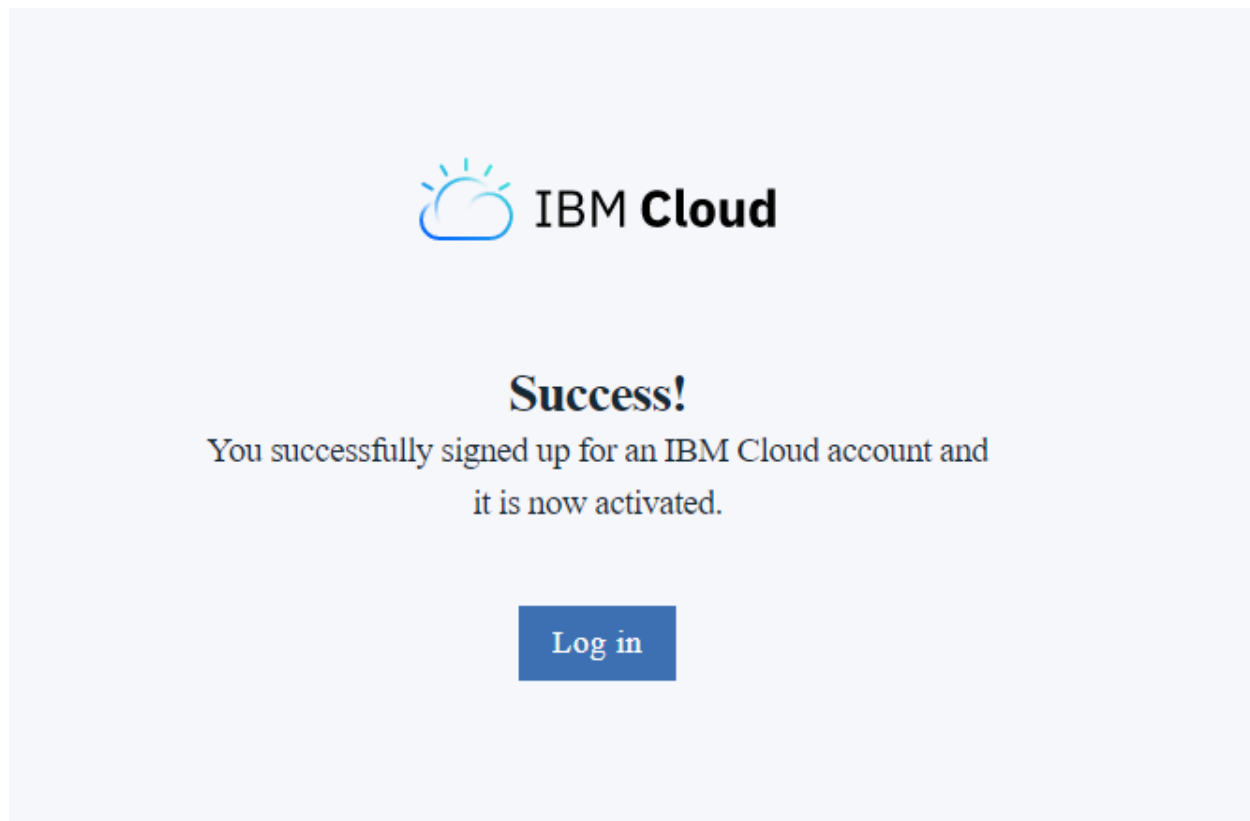 IBM Cloud
Success!
You successfully signed up for an IBM Cloud account and
it is now activated.
Log in